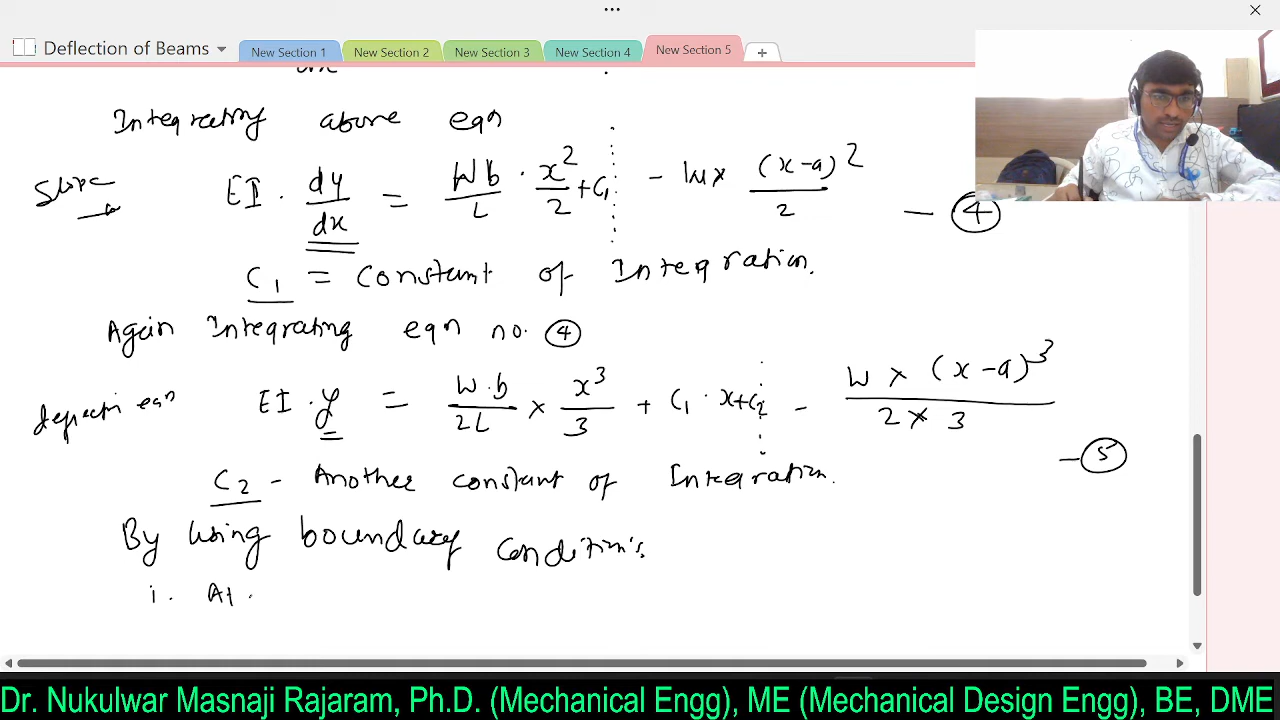 Deflection of Beams New Section 1 New Section 2 New Section 3 New Section 4 New Section 5
Integrating above eqn
Slope EI · dy/dx = Wb/L · x²/2 + C₁ - W × (x-a)²/2 - ④
C₁ = Constant of Integration.
Again Integrating eqn no. ④
deflection eqn EI · y = W·b/2L × x³/3 + C₁ · x + C₂ - W × (x-a)³/2×3 - ⑤
C₂ - Another constant of Integration.
By using boundary conditions
i. At
Dr. Nukulwar Masnaji Rajaram, Ph.D. (Mechanical Engg), ME (Mechanical Design Engg), BE, DME